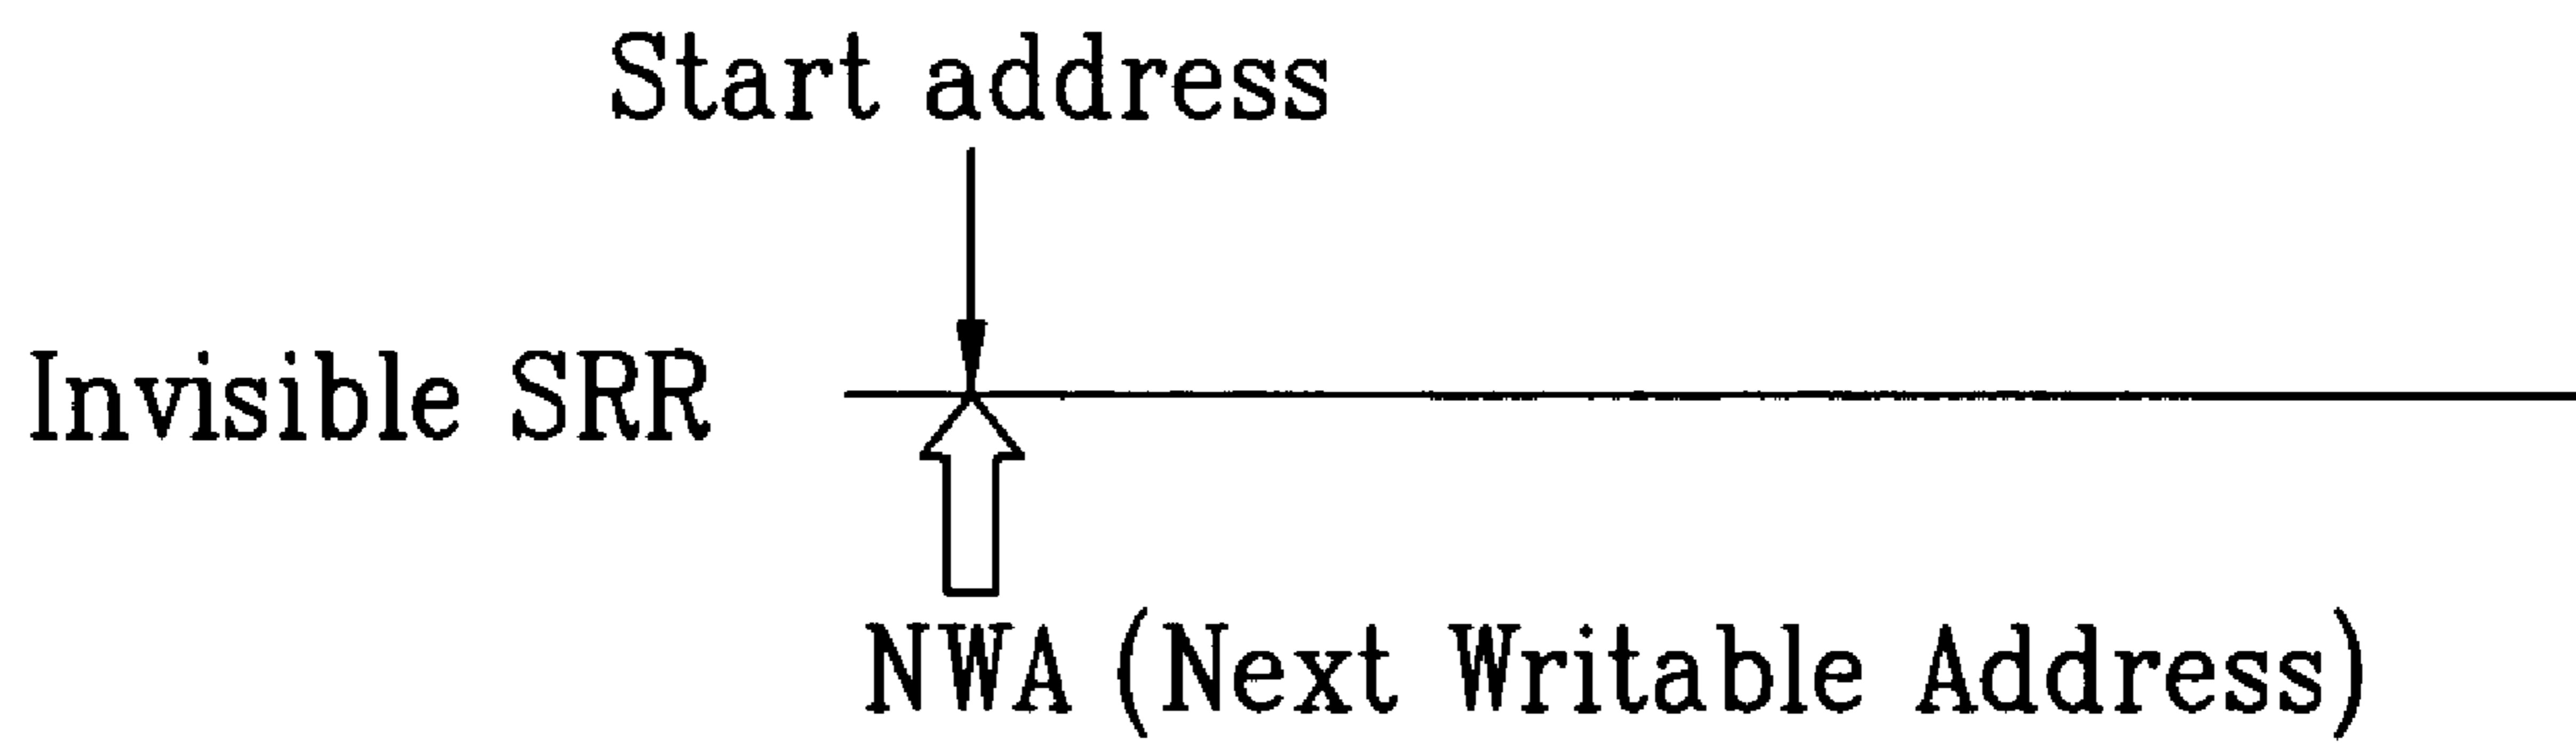 Start address
Invisible SRR
NWA (Next Writable Address)